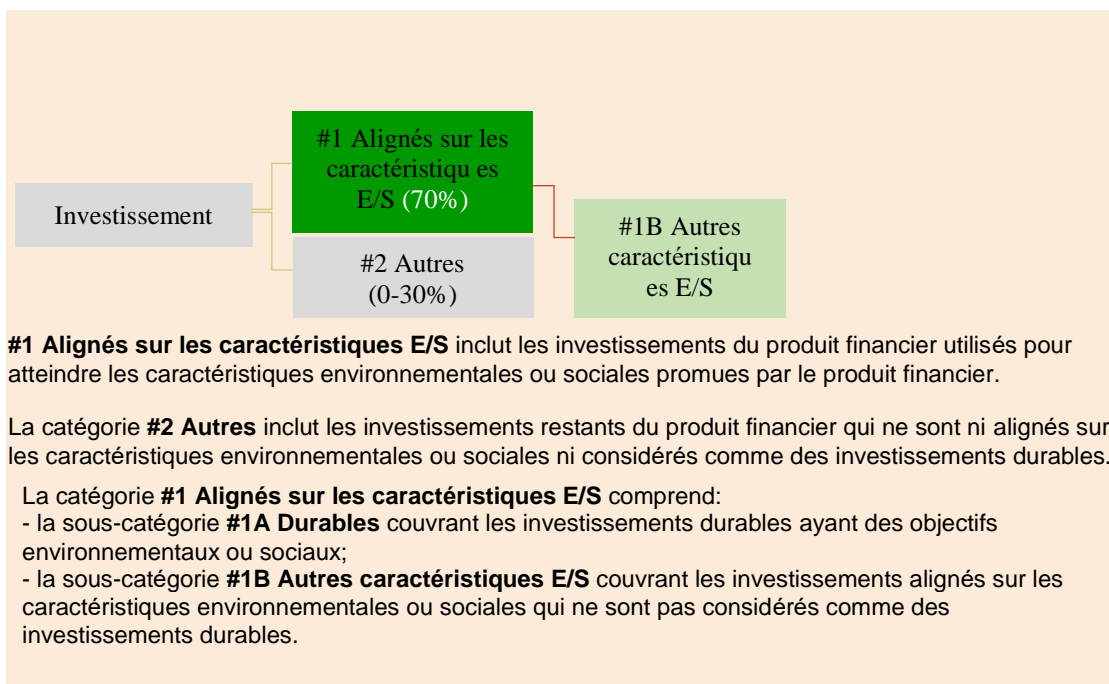 Investissement
#1 Alignés sur les
caractéristiqu es
E/S (70%)
#2 Autres
(0-30%)
#1B Autres
caractéristiqu
es E/S
#1 Alignés sur les caractéristiques E/S inclut les investissements du produit financier utilisés pour
atteindre les caractéristiques environnementales ou sociales promues par le produit financier.
La catégorie #2 Autres inclut les investissements restants du produit financier qui ne sont ni alignés sur
les caractéristiques environnementales ou sociales ni considérés comme des investissements durables.
La catégorie #1 Alignés sur les caractéristiques E/S comprend:
- la sous-catégorie #1A Durables couvrant les investissements durables ayant des objectifs
environnementaux ou sociaux;
- la sous-catégorie #1B Autres caractéristiques E/S couvrant les investissements alignés sur les
caractéristiques environnementales ou sociales qui ne sont pas considérés comme des
investissements durables.